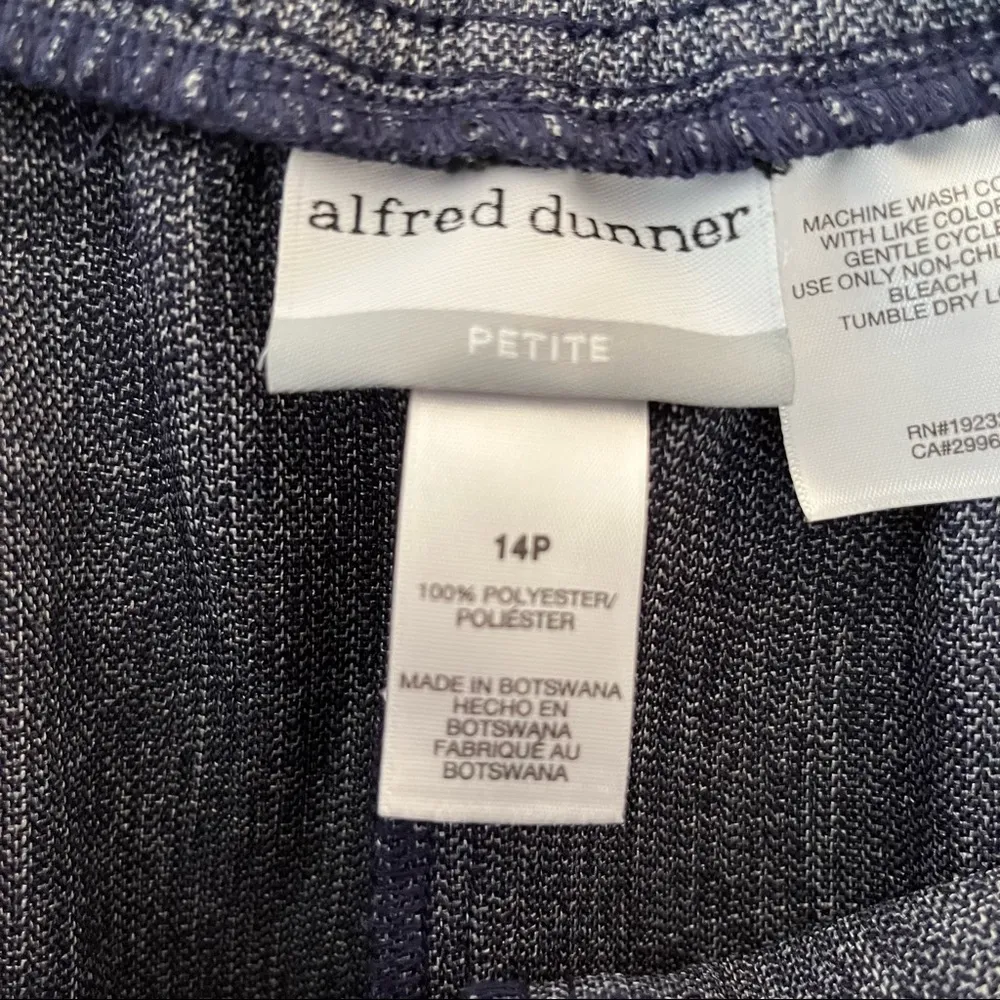 alfred dunner
PETITE
14P
100% POLYESTER/
POLIÉSTER
MADE IN BOTSWANA
HECHO EN
BOTSWANA
FABRIQUÉ AU
BOTSWANA
MACHINE WASH
WITH LIKE
GENTLE CYCLE
USE ONLY
BLEACH
TUMBLE DRY